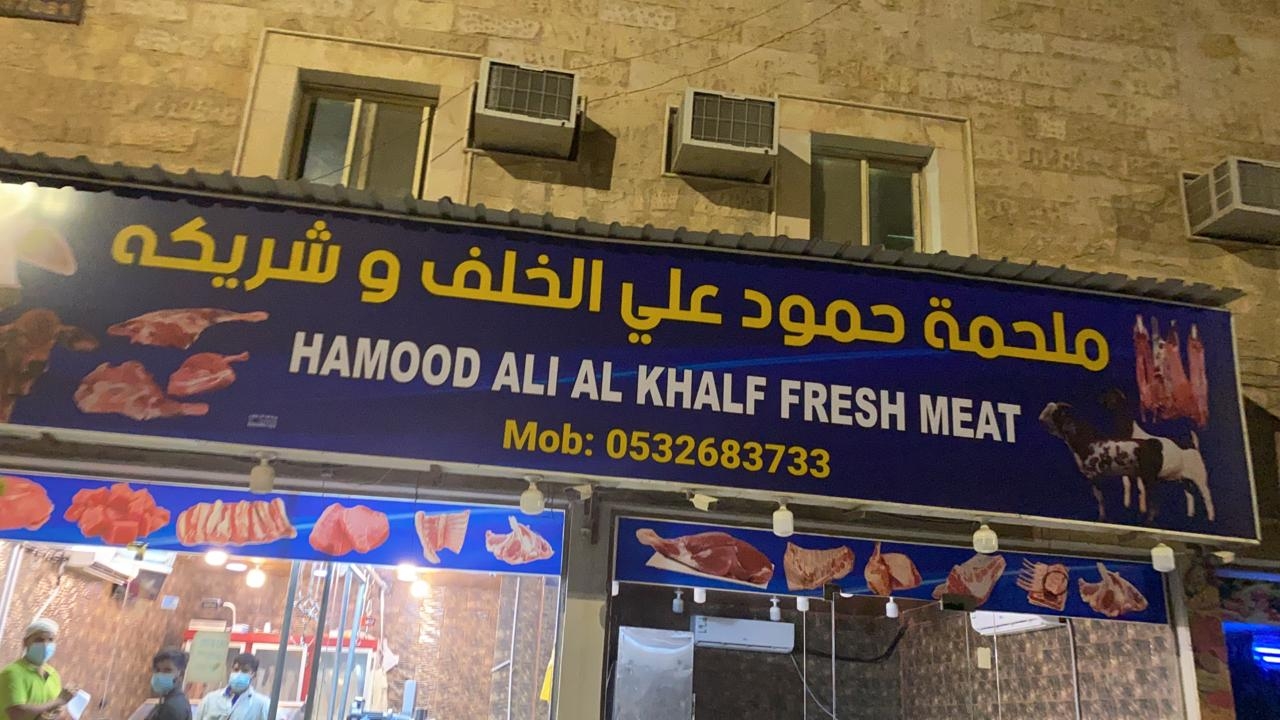 ملحمة حمود علي الخلف و شريكه
HAMOOD ALI AL KHALF FRESH MEAT
Mob: 0532683733